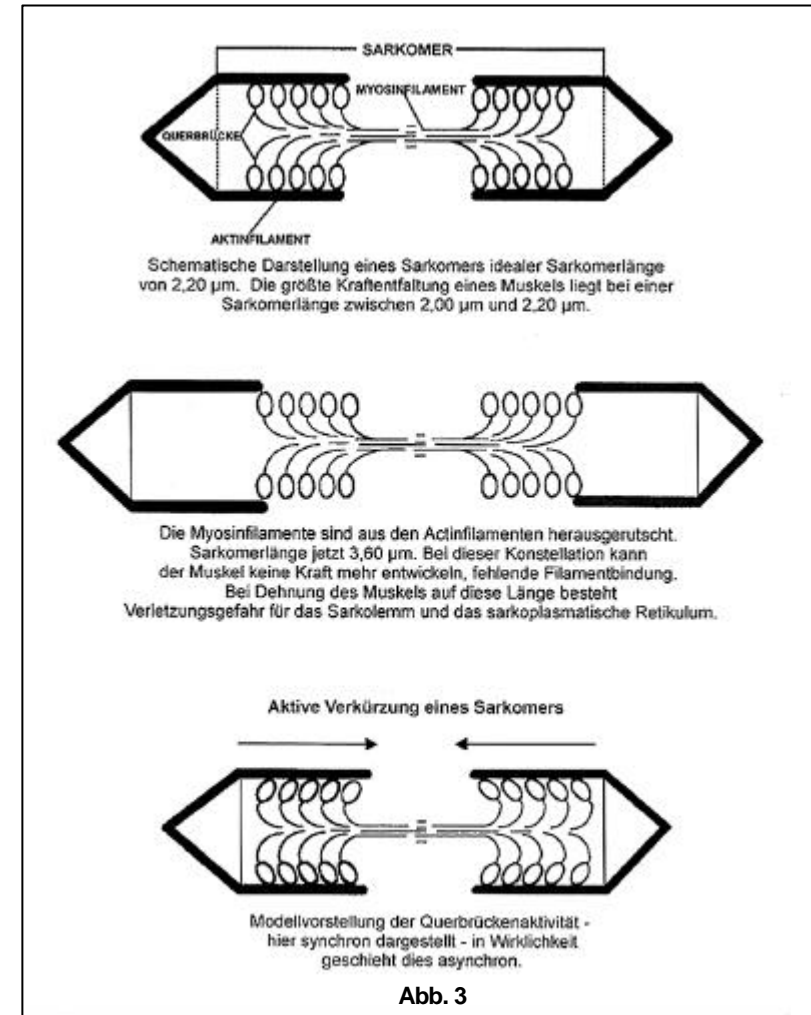 SARKOMER
MYOSINFILAMENT
QUERBRÜCKE
AKTINFILAMENT
Schematische Darstellung eines Sarkomers idealer Sarkomerlänge
von 2,20 µm. Die größte Kraftentfaltung eines Muskels liegt bei einer
Sarkomerlänge zwischen 2,00 µm und 2,20 µm.
Die Myosinfilamente sind aus den Actinfilamenten herausgerutscht.
Sarkomerlänge jetzt 3,60 µm. Bei dieser Konstellation kann
der Muskel keine Kraft mehr entwickeln, fehlende Filamentbindung.
Bei Dehnung des Muskels auf diese Länge besteht
Verletzungsgefahr für das Sarkolemm und das sarkoplasmatische Retikulum.
Aktive Verkürzung eines Sarkomers
Modellvorstellung der Querbrückenaktivität -
hier synchron dargestellt - in Wirklichkeit
geschieht dies asynchron.
Abb. 3